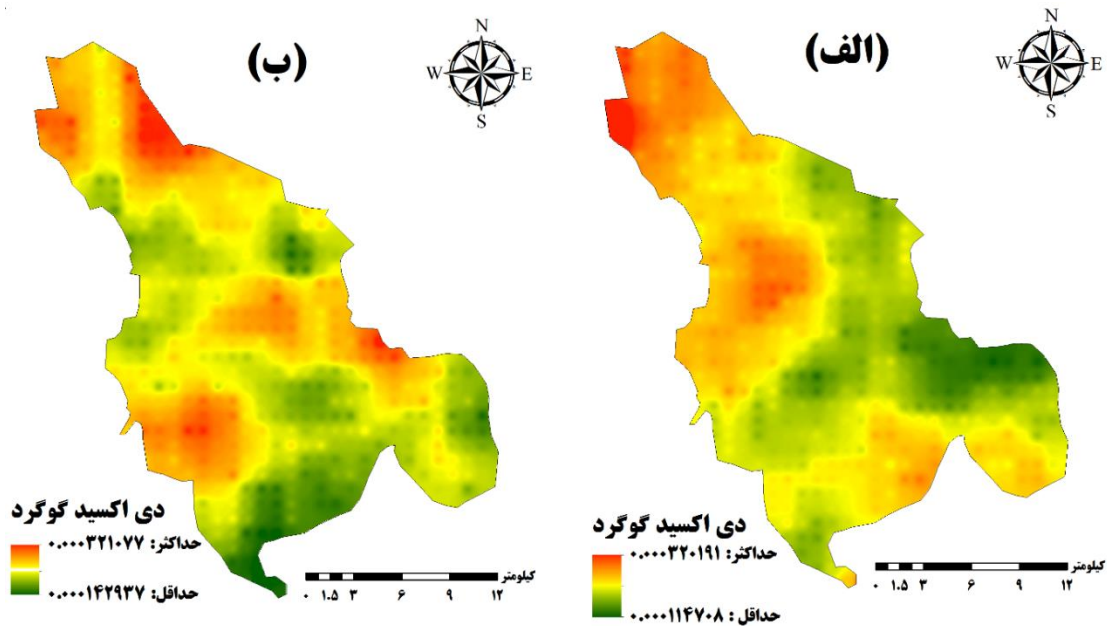 (الف)
N
W E
S
دی اکسید گوگرد
حداکثر: ۰.۰۰۰۳۲۰۱۹۱
حداقل : ۰.۰۰۰۱۱۴۷۰۸
کیلومتر
۰ ۱.۵ ۳ ۶ ۹ ۱۲
(ب)
N
W E
S
دی اکسید گوگرد
حداکثر: ۰.۰۰۰۳۲۱۰۷۷
حداقل: ۰.۰۰۰۱۴۲۹۳۷
کیلومتر
۰ ۱.۵ ۳ ۶ ۹ ۱۲